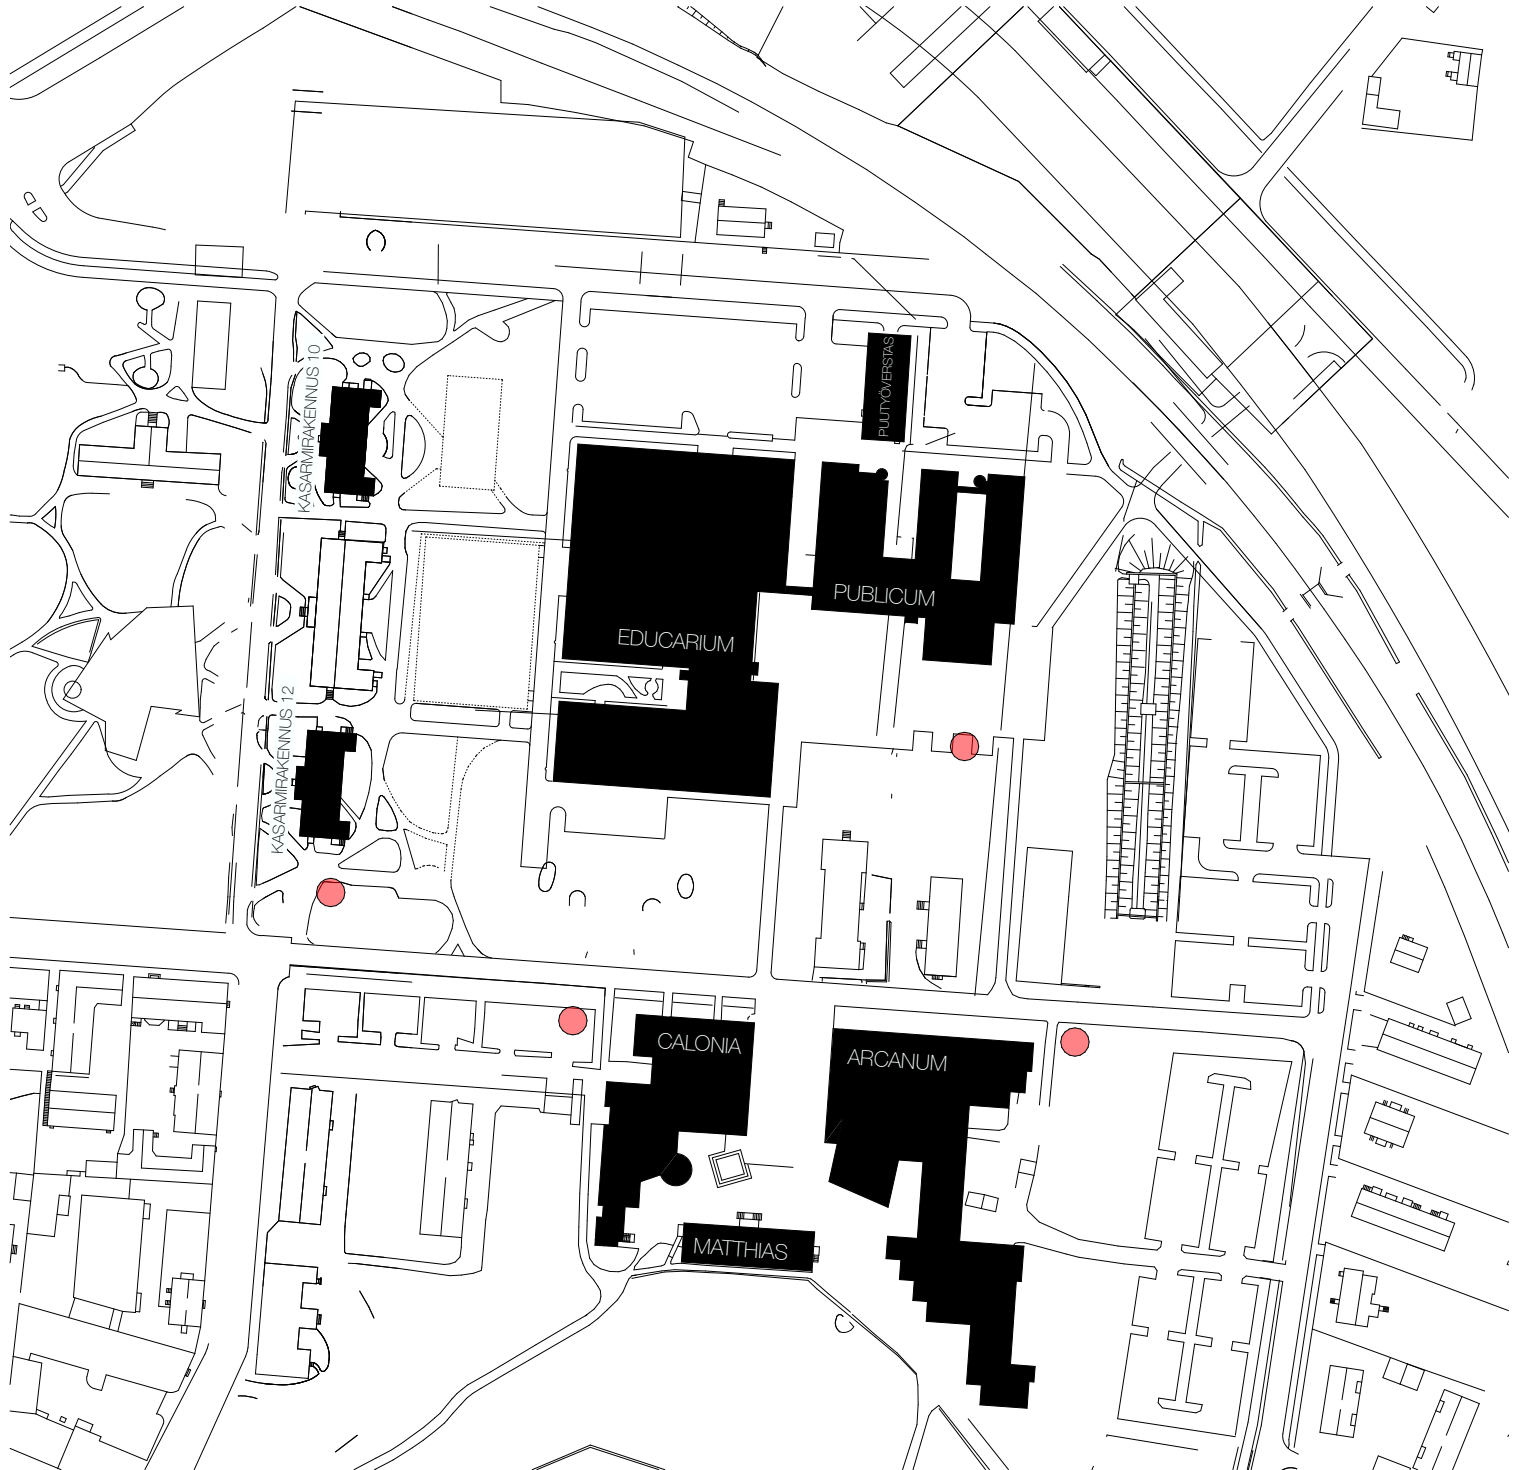 KASARMIRAKENNUS 10
PUUTYÖVERSTAS
PUBLICUM
EDUCARIUM
KASARMIRAKENNUS 12
CALONIA
ARCANUM
MATTHIAS